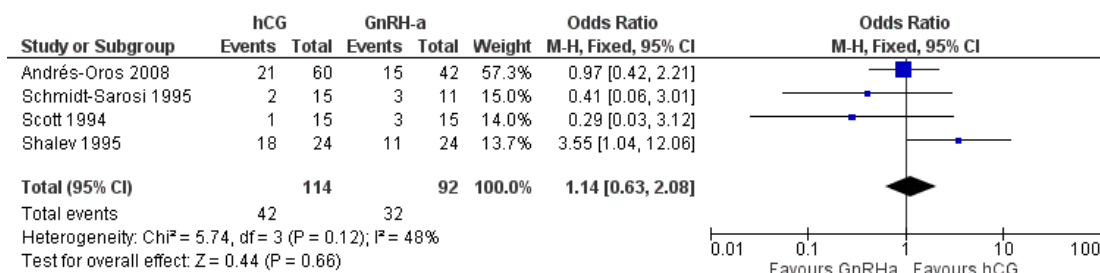 hCG GnRH-a Odds Ratio Odds Ratio
Study or Subgroup Events Total Events Total Weight M-H, Fixed, 95% CI M-H, Fixed, 95% CI
Andrés-Oros 2008 21 60 15 42 57.3% 0.97 [0.42, 2.21]
Schmidt-Sarosi 1995 2 15 3 11 15.0% 0.41 [0.06, 3.01]
Scott 1994 1 15 3 15 14.0% 0.29 [0.03, 3.12]
Shalev 1995 18 24 11 24 13.7% 3.55 [1.04, 12.06]
Total (95% CI) 114 92 100.0% 1.14 [0.63, 2.08]
Total events 42 32
Heterogeneity: Chi² = 5.74, df = 3 (P = 0.12); I² = 48%
Test for overall effect: Z = 0.44 (P = 0.66)
0.01 0.1 1 10 100
Favours GnRHa Favours hCG